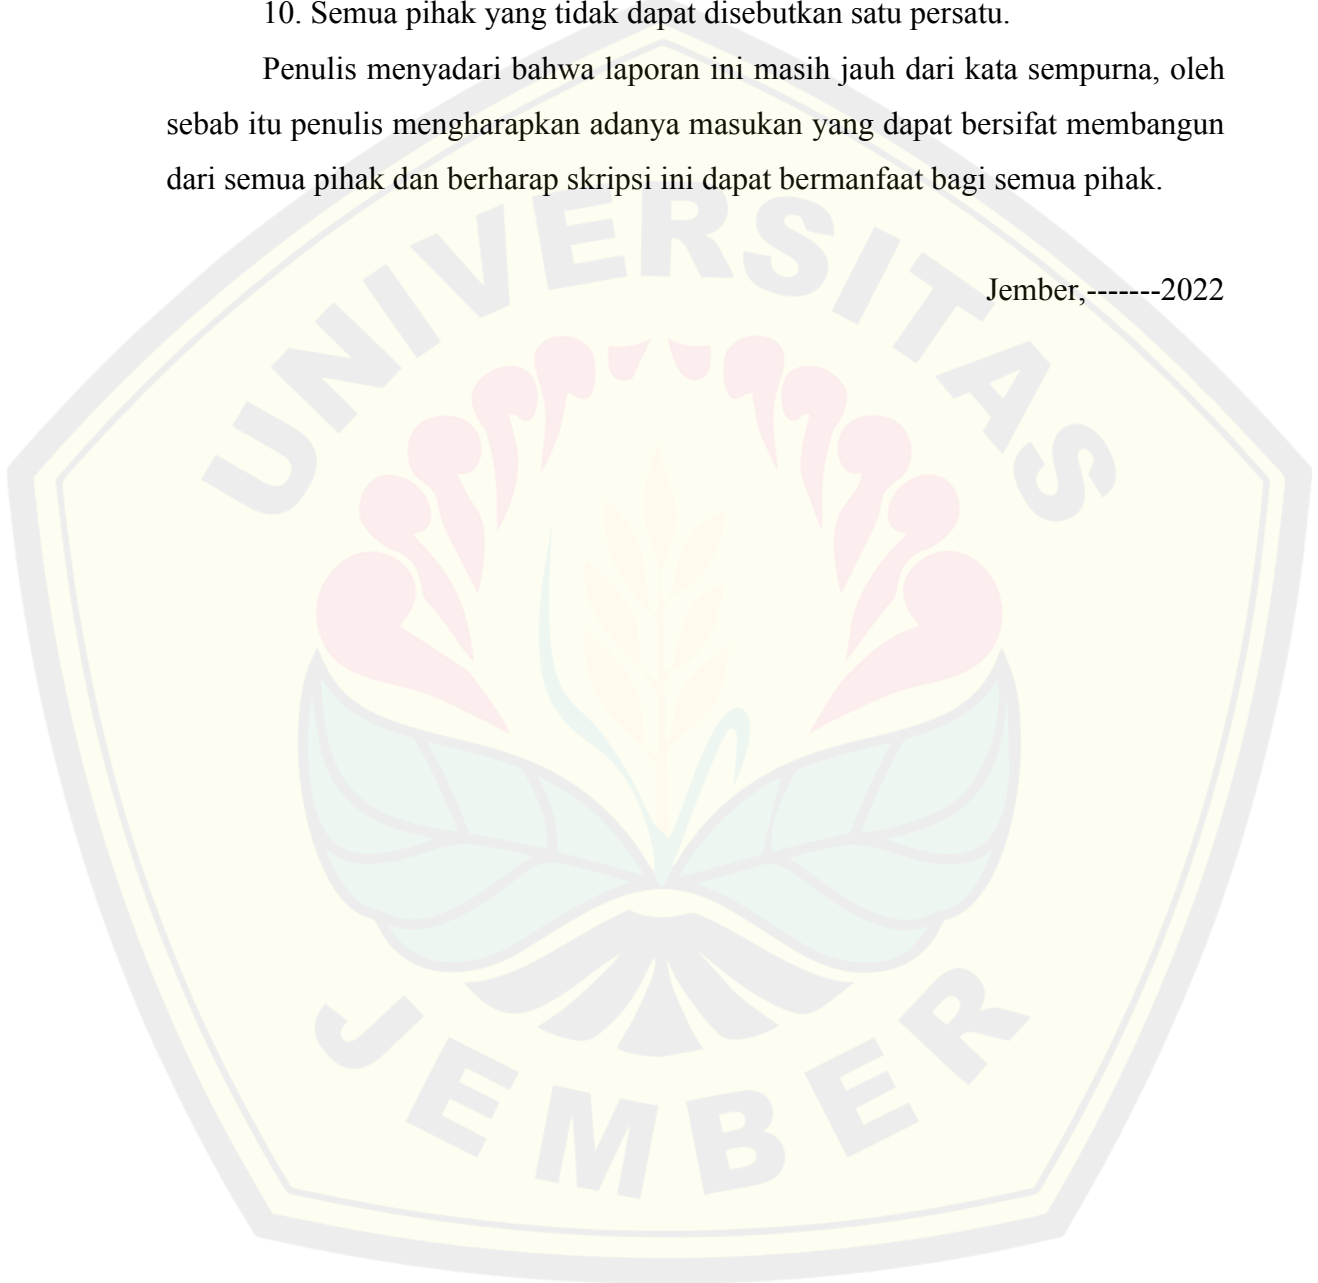 10. Semua pihak yang tidak dapat disebutkan satu persatu.
Penulis menyadari bahwa laporan ini masih jauh dari kata sempurna, oleh
sebab itu penulis mengharapkan adanya masukan yang dapat bersifat membangun
dari semua pihak dan berharap skripsi ini dapat bermanfaat bagi semua pihak.
Jember,-------2022
UNIVERSITAS
JEMBER